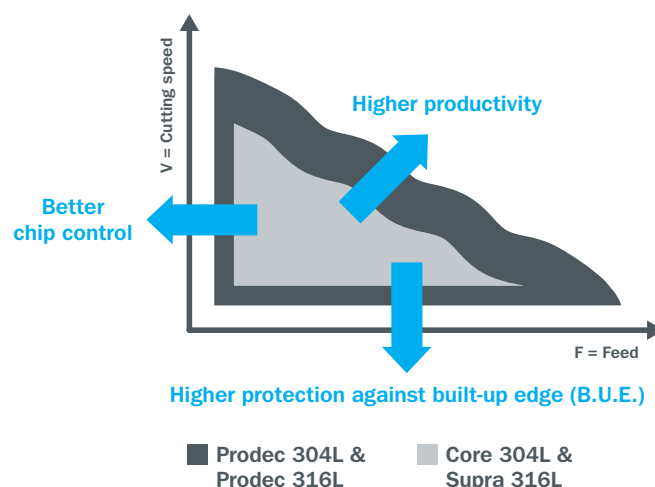 V = Cutting speed
Higher productivity
Better
chip control
F = Feed
Higher protection against built-up edge (B.U.E.)
Prodec 304L &
Prodec 316L
Core 304L &
Supra 316L